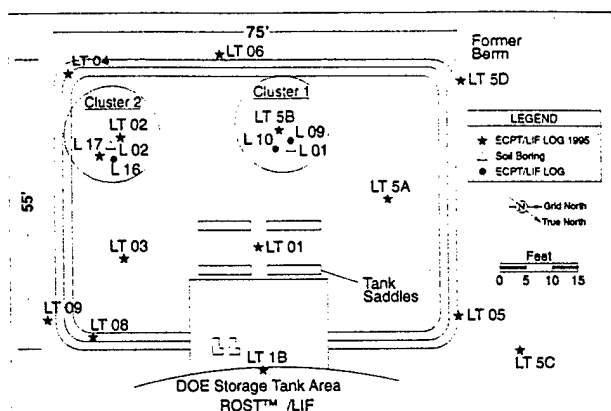 75'
LT 06
Former
Berm
LT 04
LT 5D
Cluster 2
Cluster 1
LEGEND
LT 02
LT 5B
L 17
L 02
L 10
L 09
L 01
L 16
ECPT/LIF LOG 1995
Soil Boring
ECPT/LIF LOG
LT 5A
55'
N
Grid North
True North
LT 03
LT 01
Feet
0 5 10 15
Tank
Saddles
LT 09
LT 08
LT 05
LT 1B
LT 5C
DOE Storage Tank Area
ROST™ /LIF